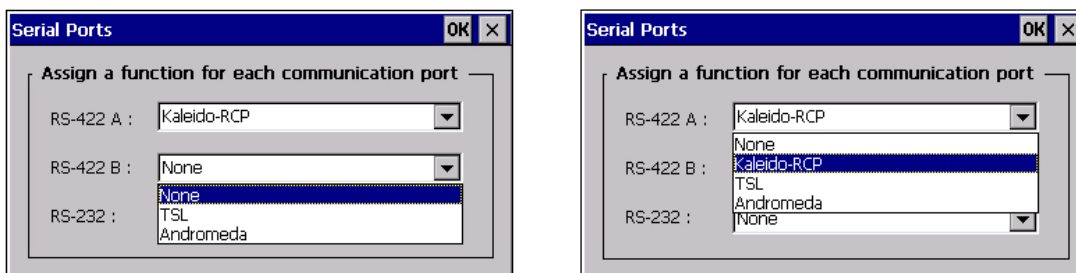 Serial Ports OK
Assign a function for each communication port
RS-422 A : Kaleido-RCP
RS-422 B : None
None
TSL
RS-232 :
Andromeda
Serial Ports OK
Assign a function for each communication port
RS-422 A : Kaleido-RCP
None
RS-422 B : Kaleido-RCP
TSL
Andromeda
RS-232 : None